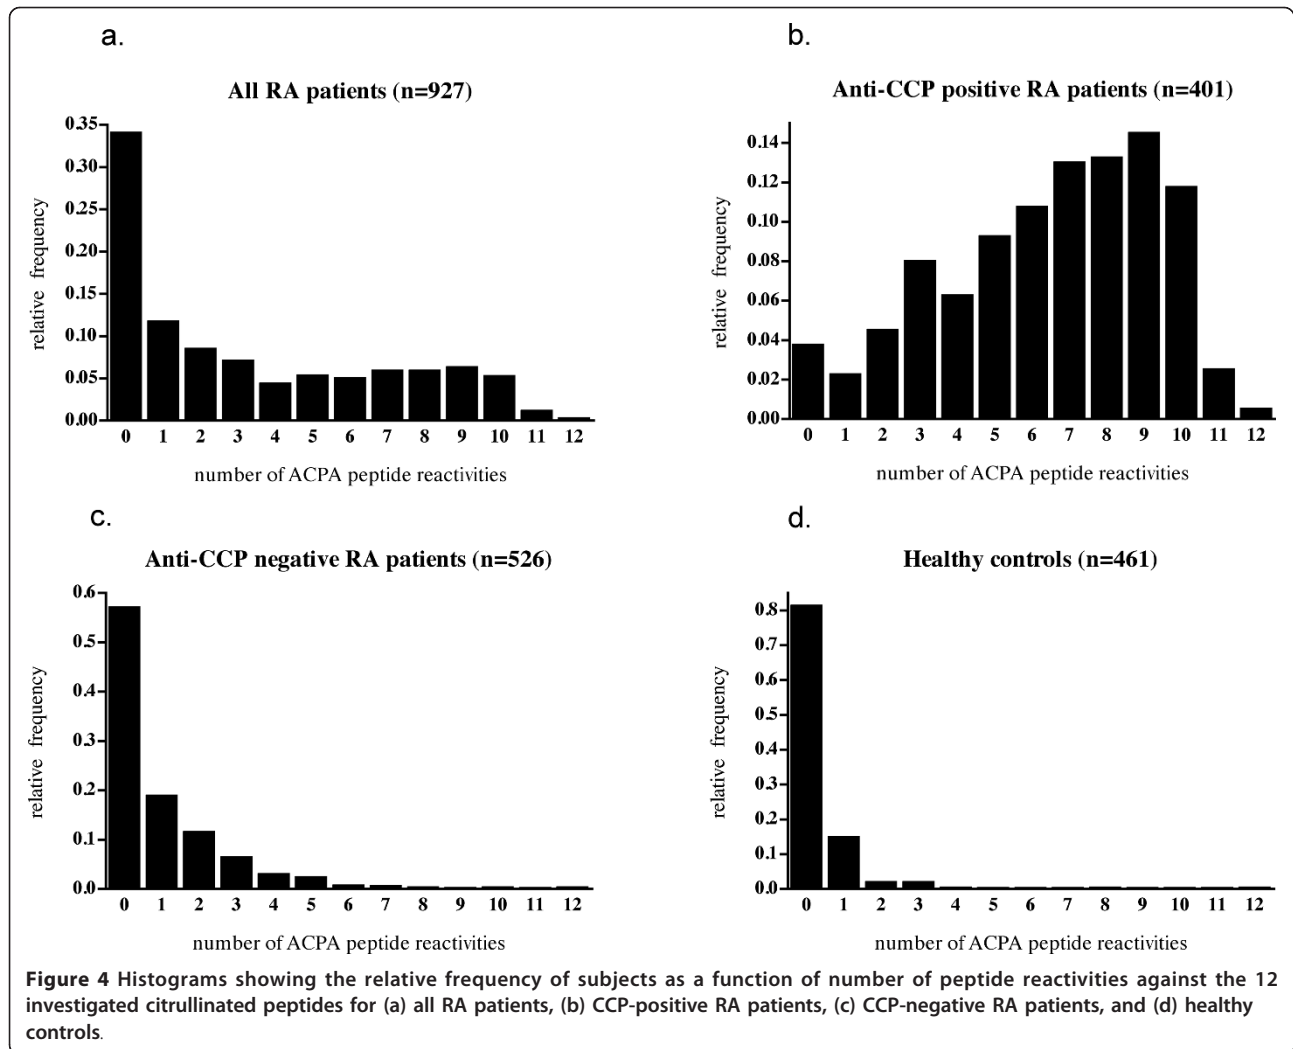 a.
All RA patients (n=927)
0.35
0.30
0.25
0.20
0.15
0.10
0.05
0.00
relative frequency
0 1 2 3 4 5 6 7 8 9 10 11 12
number of ACPA peptide reactivities
b.
Anti-CCP positive RA patients (n=401)
0.14
0.12
0.10
0.08
0.06
0.04
0.02
0.00
relative frequency
0 1 2 3 4 5 6 7 8 9 10 11 12
number of ACPA peptide reactivities
c.
Anti-CCP negative RA patients (n=526)
0.6
0.5
0.4
0.3
0.2
0.1
0.0
relative frequency
0 1 2 3 4 5 6 7 8 9 10 11 12
number of ACPA peptide reactivities
d.
Healthy controls (n=461)
0.8
0.7
0.6
0.5
0.4
0.3
0.2
0.1
0.0
relative frequency
0 1 2 3 4 5 6 7 8 9 10 11 12
number of ACPA peptide reactivities
Figure 4 Histograms showing the relative frequency of subjects as a function of number of peptide reactivities against the 12
investigated citrullinated peptides for (a) all RA patients, (b) CCP-positive RA patients, (c) CCP-negative RA patients, and (d) healthy
controls.